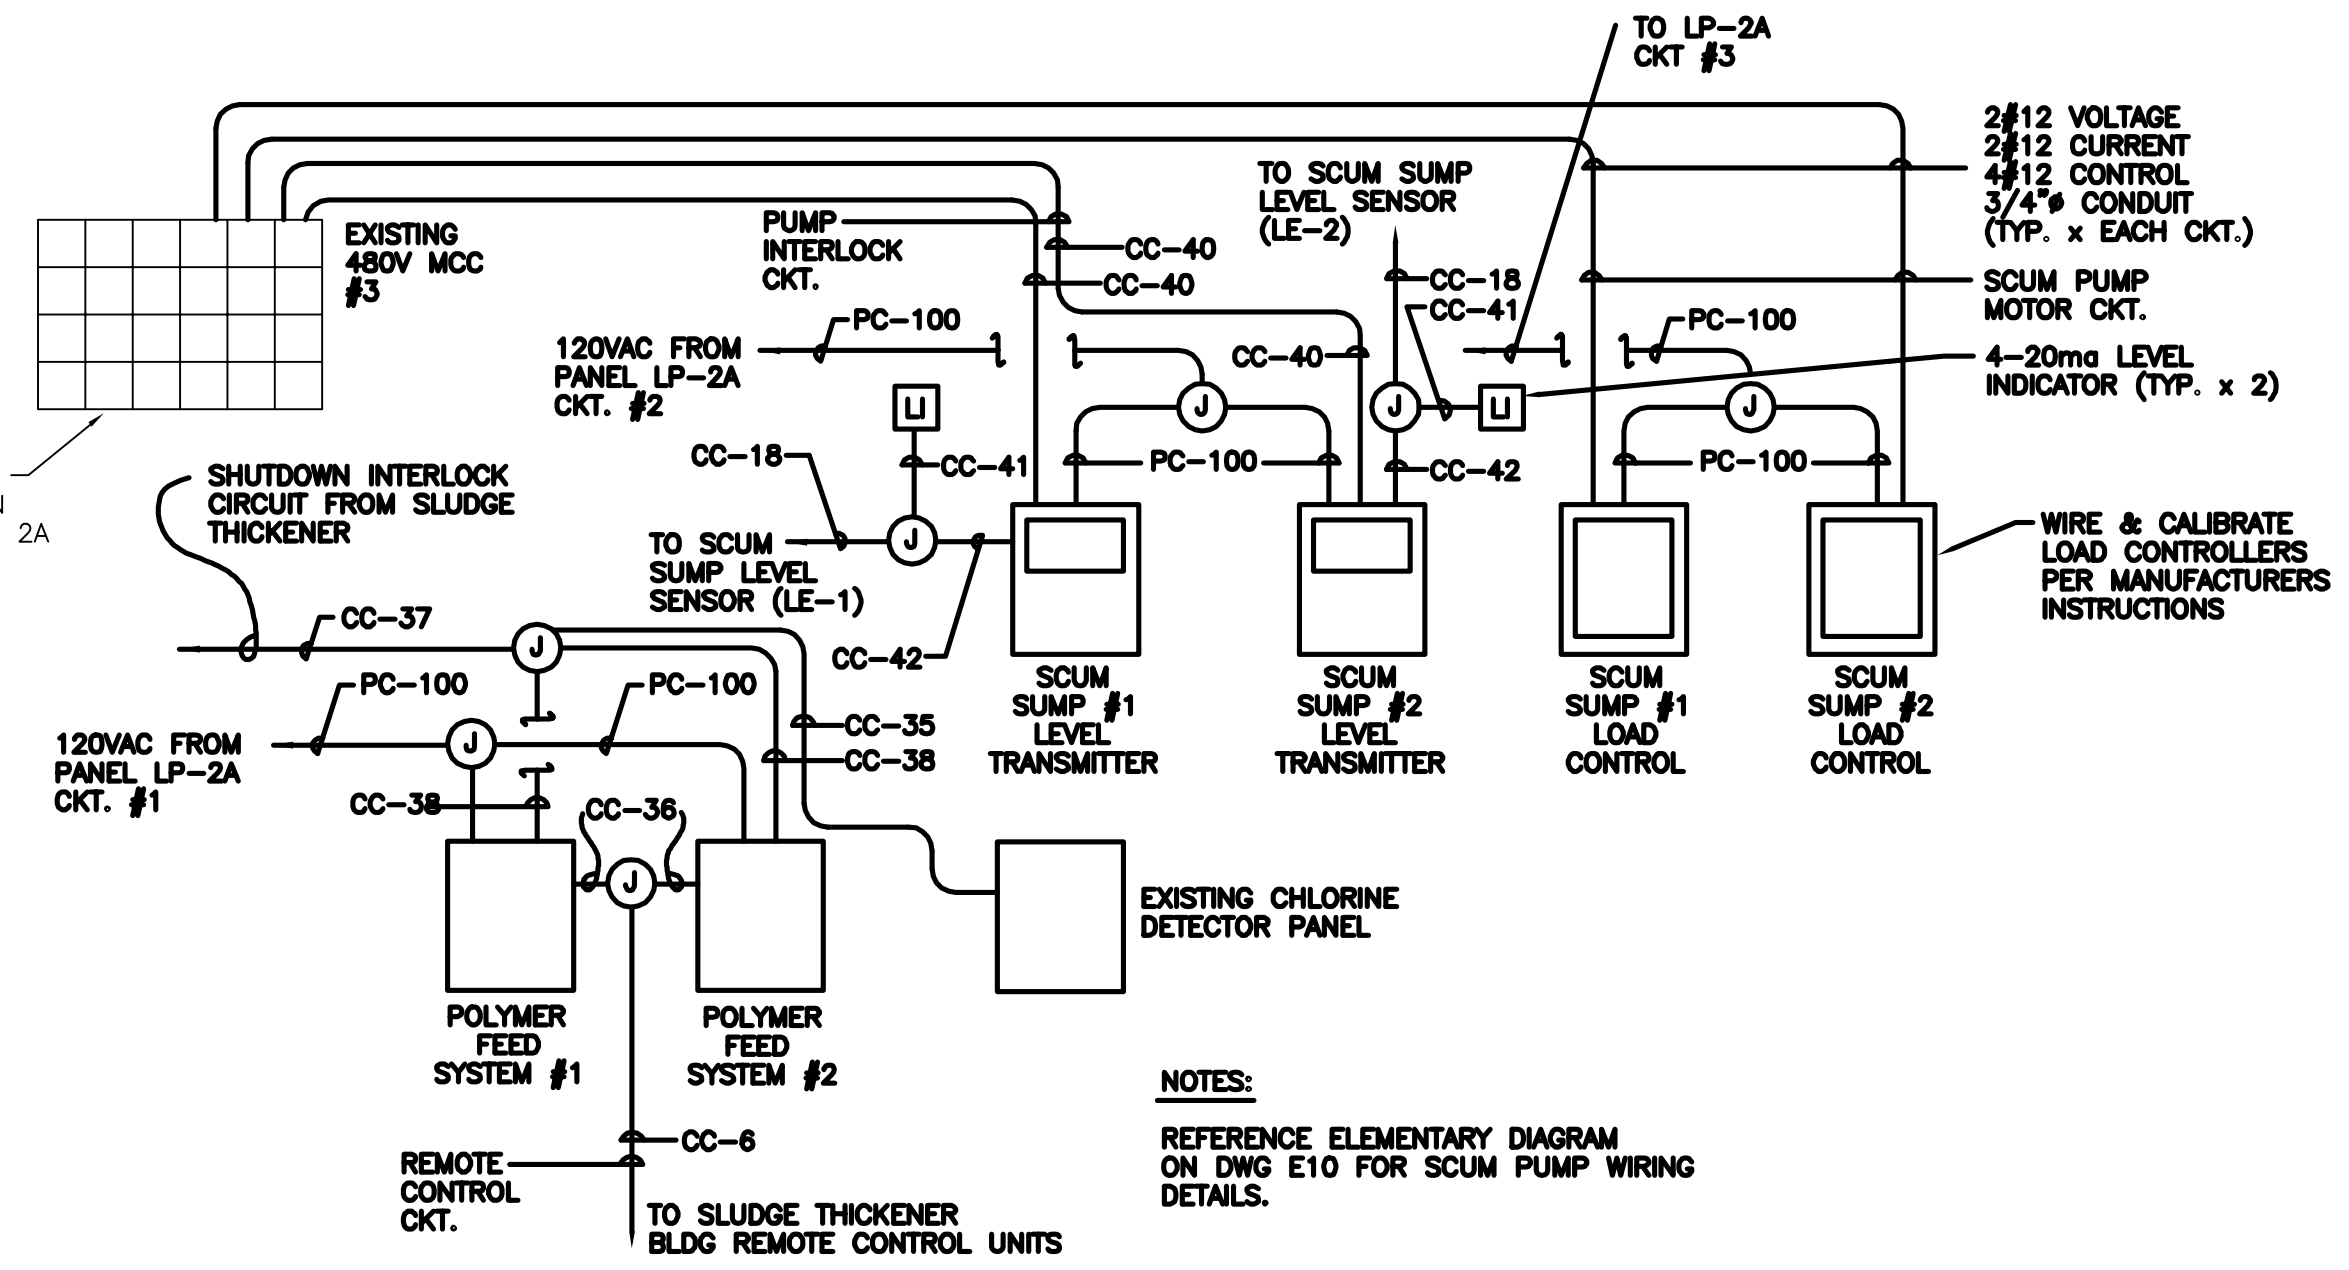 TO LP-2A
CKT #3
2#12 VOLTAGE
2#12 CURRENT
4#12 CONTROL
3/4"ø CONDUIT
(TYP. x EACH CKT.)
TO SCUM SUMP
LEVEL SENSOR
(LE-2)
PUMP
INTERLOCK
CKT.
EXISTING
480V MCC
#3
CC-40
CC-40
CC-18
CC-41
SCUM PUMP
MOTOR CKT.
PC-100
PC-100
120VAC FROM
PANEL LP-2A
CKT. #2
CC-40
4-20ma LEVEL
INDICATOR (TYP. x 2)
LI
J
J
LI
J
CC-18
CC-41
PC-100
CC-42
PC-100
SHUTDOWN INTERLOCK
CIRCUIT FROM SLUDGE
THICKENER
N
2A
J
TO SCUM
SUMP LEVEL
SENSOR (LE-1)
WIRE & CALIBRATE
LOAD CONTROLLERS
PER MANUFACTURERS
INSTRUCTIONS
CC-37
J
CC-42
PC-100
PC-100
SCUM
SUMP #1
LEVEL
TRANSMITTER
SCUM
SUMP #2
LEVEL
TRANSMITTER
SCUM
SUMP #1
LOAD
CONTROL
SCUM
SUMP #2
LOAD
CONTROL
CC-35
CC-38
120VAC FROM
PANEL LP-2A
CKT. #1
J
CC-38
CC-36
J
EXISTING CHLORINE
DETECTOR PANEL
POLYMER
FEED
SYSTEM #1
POLYMER
FEED
SYSTEM #2
NOTES:
REFERENCE ELEMENTARY DIAGRAM
ON DWG E10 FOR SCUM PUMP WIRING
DETAILS.
CC-6
REMOTE
CONTROL
CKT.
TO SLUDGE THICKENER
BLDG REMOTE CONTROL UNITS